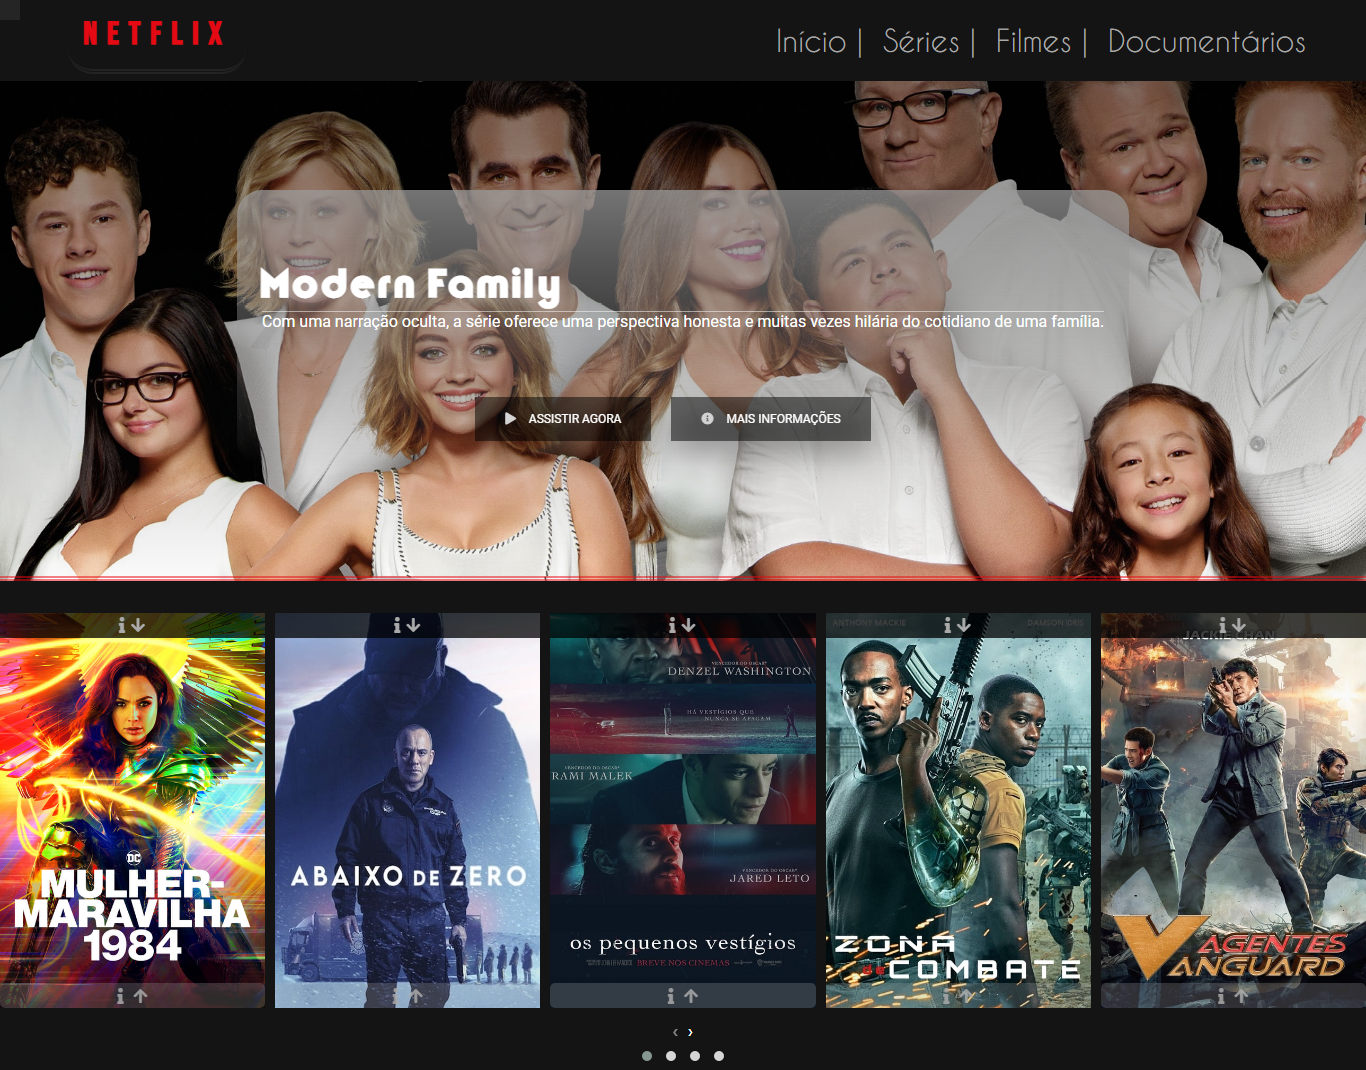 NETFLIX
Início | Séries | Filmes | Documentários
Modern Family
Com uma narração oculta, a série oferece uma perspectiva honesta e muitas vezes hilária do cotidiano de uma família.
ASSISTIR AGORA
MAIS INFORMAÇÕES
DC
MULHER-
MARAVILHA
1984
ABAIXO DE ZERO
VENCEDOR DO OSCAR®
DENZEL WASHINGTON
HÁ VESTÍGIOS QUE
NUNCA SE APAGAM
VENCEDOR DO OSCAR®
RAMI MALEK
VENCEDOR DO OSCAR®
JARED LETO
os pequenos vestígios
BREVE NOS CINEMAS
ANTHONY MACKIE
DAMSON IDRIS
ZONA
DE COMBATE
JACKIE CHAN
AGENTES
VANGUARD
‹ ›